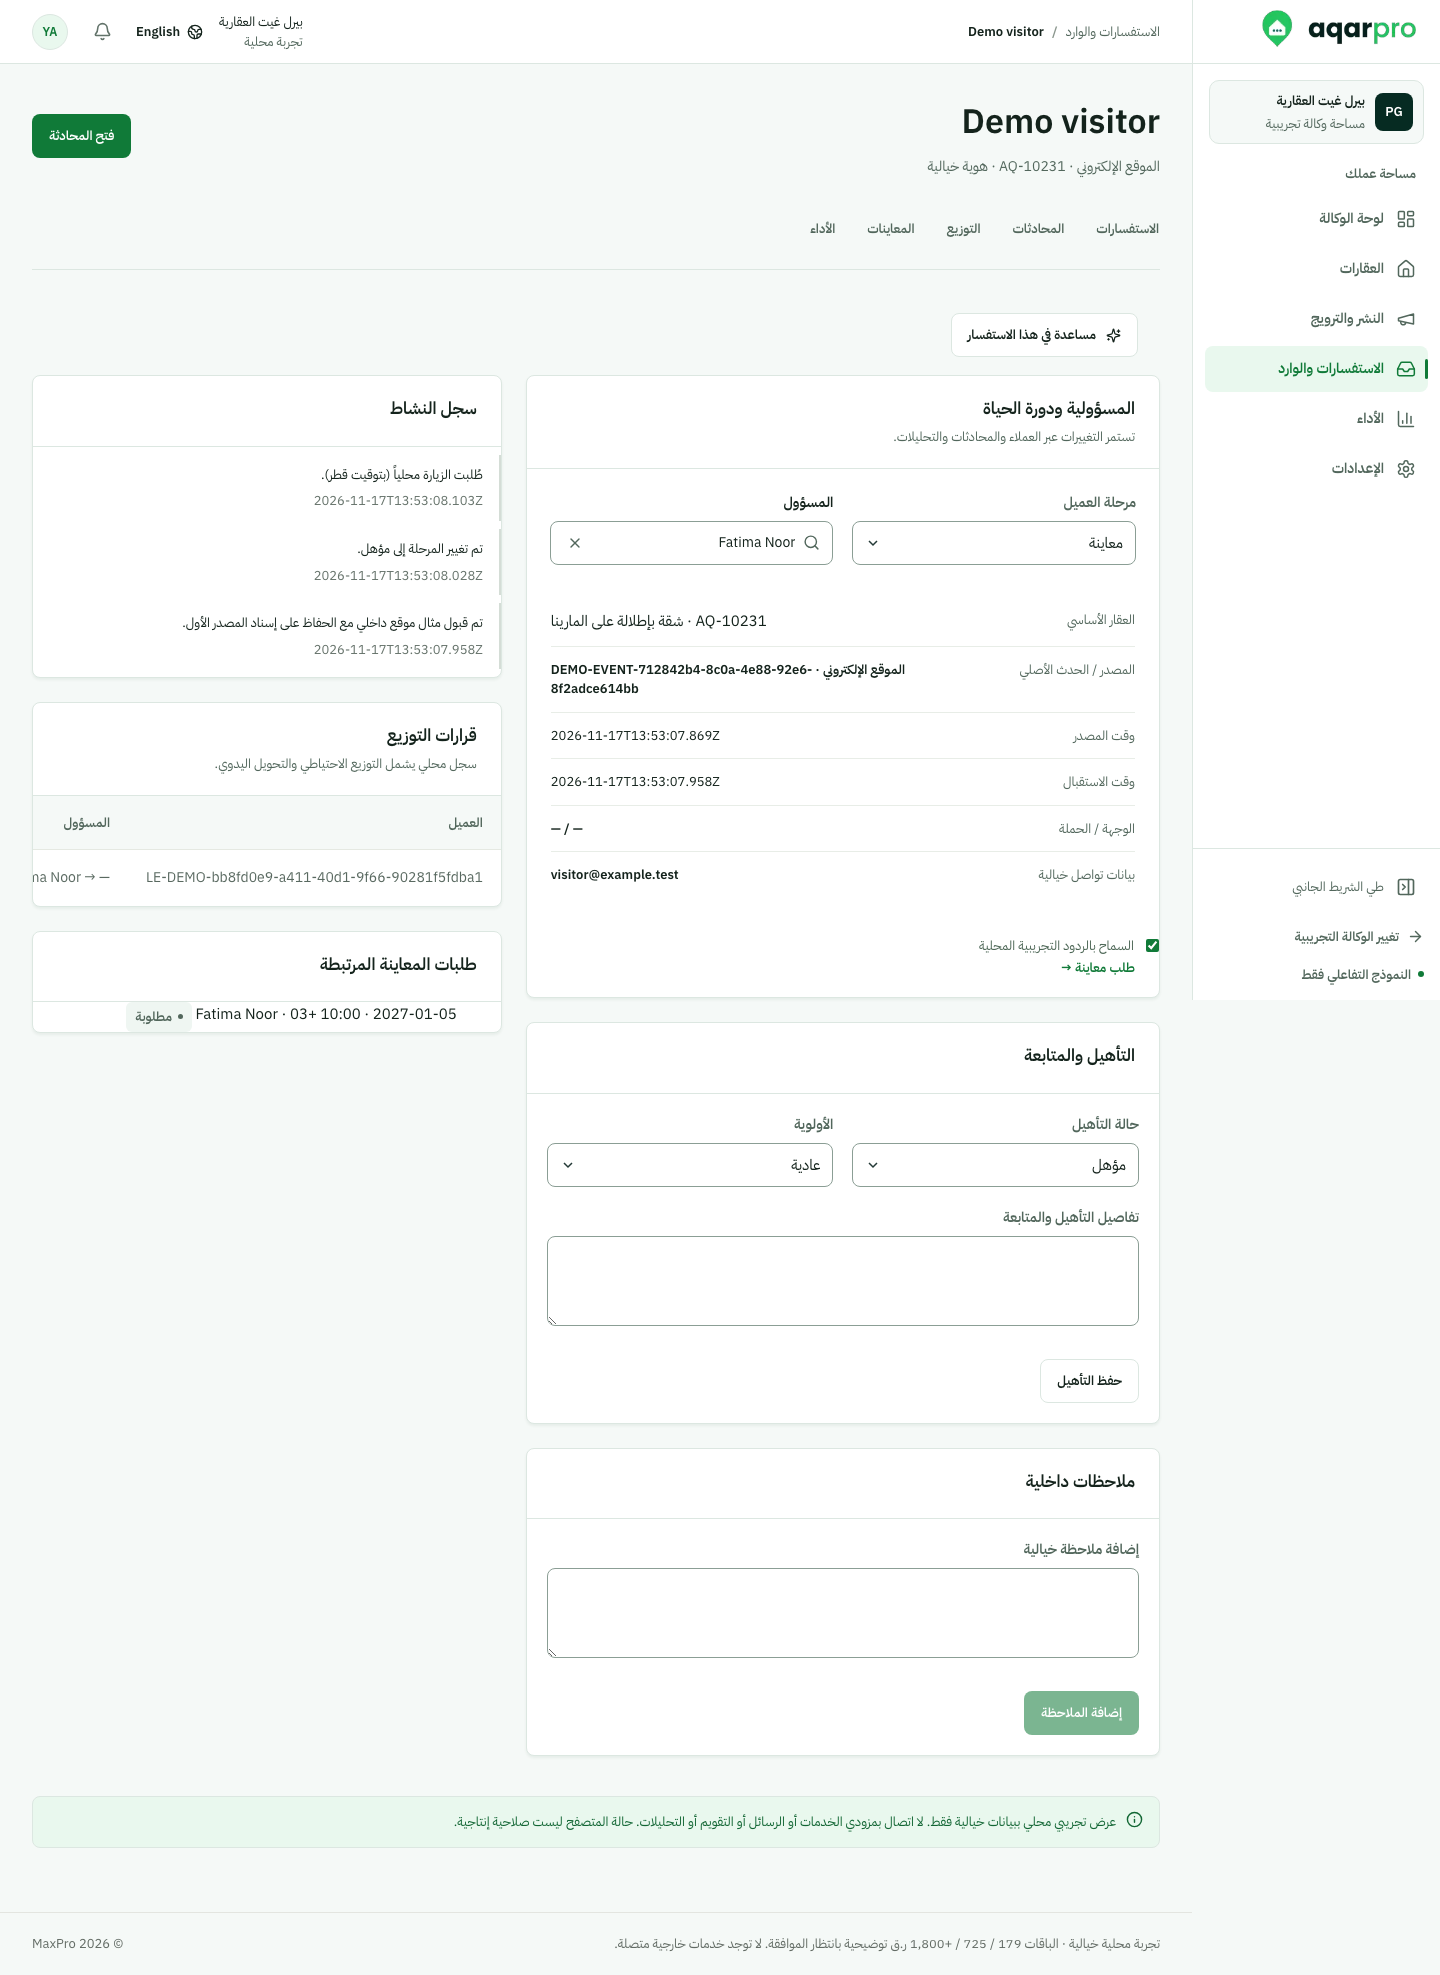 aqarpro
PG
بيرل غيت العقارية
مساحة وكالة تجريبية
مساحة عملك
لوحة الوكالة
العقارات
النشر والترويج
الاستفسارات والوارد
الأداء
الإعدادات
طي الشريط الجانبي
تغيير الوكالة التجريبية
النموذج التفاعلي فقط
الاستفسارات والوارد / Demo visitor
بيرل غيت العقارية
تجربة محلية
English
YA
Demo visitor
الموقع الإلكتروني · AQ-10231 · هوية خيالية
فتح المحادثة
الاستفسارات
المحادثات
التوزيع
المعاينات
الأداء
مساعدة في هذا الاستفسار
المسؤولية ودورة الحياة
تستمر التغييرات عبر العملاء والمحادثات والتحليلات.
مرحلة العميل
معاينة
المسؤول
Fatima Noor
العقار الأساسي
AQ-10231 · شقة بإطلالة على المارينا
المصدر / الحدث الأصلي
الموقع الإلكتروني · DEMO-EVENT-712842b4-8c0a-4e88-92e6-
8f2adce614bb
وقت المصدر
2026-11-17T13:53:07.869Z
وقت الاستقبال
2026-11-17T13:53:07.958Z
الوجهة / الحملة
— / —
بيانات تواصل خيالية
visitor@example.test
السماح بالردود التجريبية المحلية
طلب معاينة →
سجل النشاط
طُلبت الزيارة محلياً (بتوقيت قطر).
2026-11-17T13:53:08.103Z
تم تغيير المرحلة إلى مؤهل.
2026-11-17T13:53:08.028Z
تم قبول مثال موقع داخلي مع الحفاظ على إسناد المصدر الأول.
2026-11-17T13:53:07.958Z
قرارات التوزيع
سجل محلي يشمل التوزيع الاحتياطي والتحويل اليدوي.
العميل
المسؤول
LE-DEMO-bb8fd0e9-a411-40d1-9f66-90281f5fdba1
— → ma Noor
طلبات المعاينة المرتبطة
2027-01-05 · 10:00 +03 · Fatima Noor
مطلوبة
التأهيل والمتابعة
حالة التأهيل
مؤهل
الأولوية
عادية
تفاصيل التأهيل والمتابعة
حفظ التأهيل
ملاحظات داخلية
إضافة ملاحظة خيالية
إضافة الملاحظة
عرض تجريبي محلي ببيانات خيالية فقط. لا اتصال بمزودي الخدمات أو الرسائل أو التقويم أو التحليلات. حالة المتصفح ليست صلاحية إنتاجية.
تجربة محلية خيالية · الباقات 179 / 725 / +1,800 ر.ق توضيحية بانتظار الموافقة. لا توجد خدمات خارجية متصلة.
© 2026 MaxPro